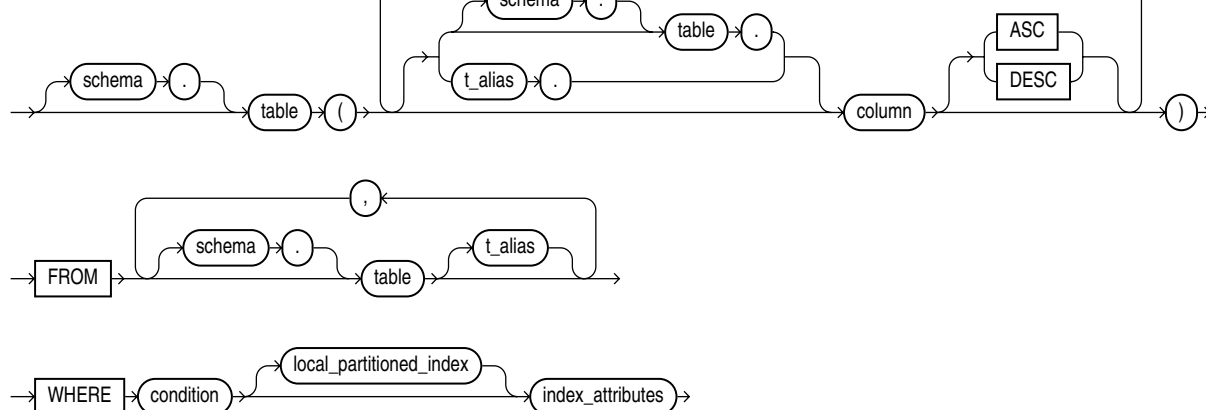 schema .
table . ASC
schema . t_alias . DESC
table ( column )
,
schema . t_alias
FROM table
local_partitioned_index
WHERE condition index_attributes